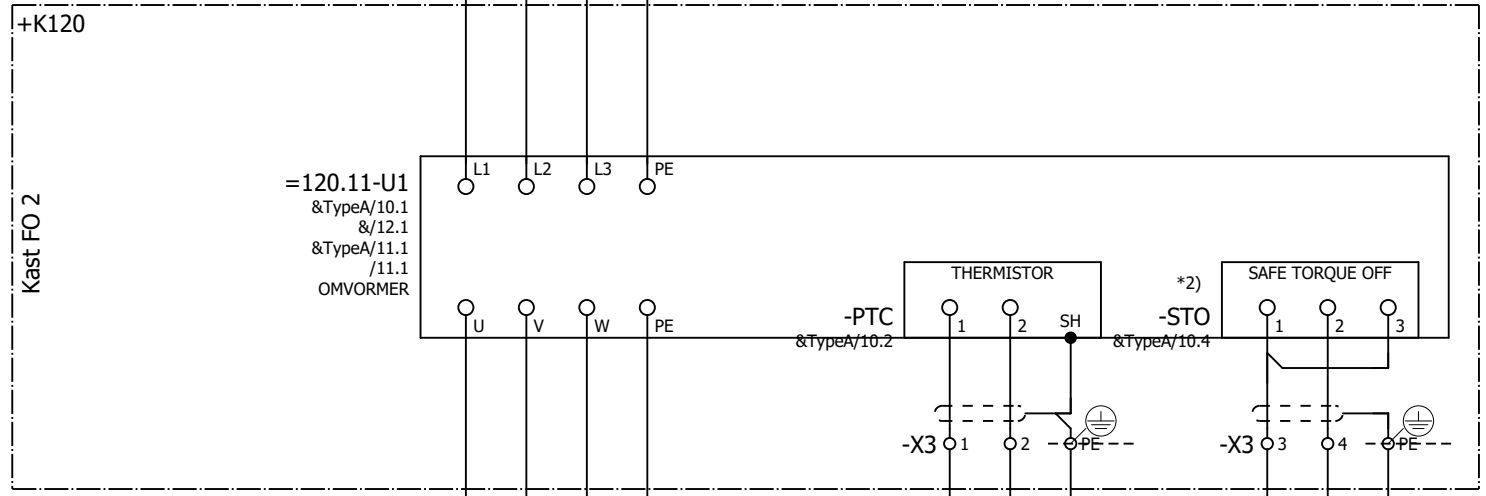 +K120
Kast FO 2
=120.11-U1
&TypeA/10.1
&/12.1
&TypeA/11.1
/11.1
OMVORMER
L1 L2 L3 PE
U V W PE
THERMISTOR
-PTC
&TypeA/10.2
1 2 SH
*2)
SAFE TORQUE OFF
-STO
&TypeA/10.4
1 2 3
-X3 1 2 PE
-X3 3 4 PE